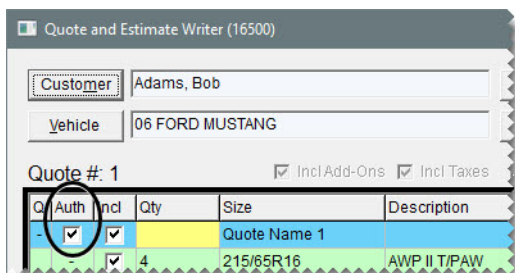 Quote and Estimate Writer (16500)
Customer Adams, Bob
Vehicle 06 FORD MUSTANG
Quote #: 1 Incl Add-Ons Incl Taxes
Q Auth Incl Qty Size Description
- Quote Name 1
- 4 215/65R16 AWP II T/PAW